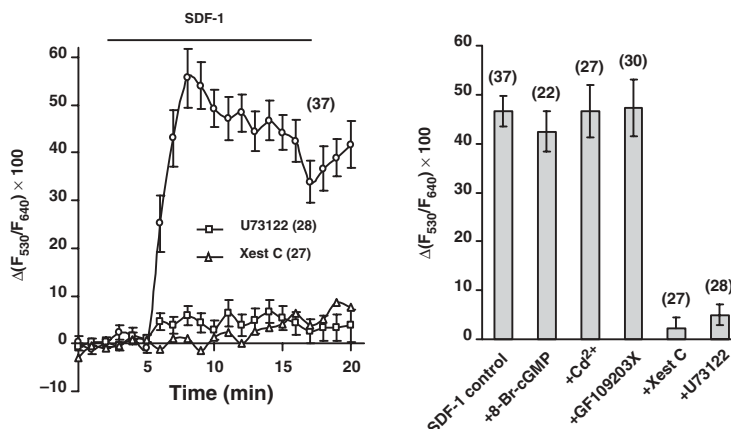 SDF-1
60
50
40
30
20
10
0
–10
Δ(F530/F640) × 100
(37)
U73122 (28)
Xest C (27)
0
5
10
15
20
Time (min)
60
50
40
30
20
10
0
Δ(F530/F640) × 100
(37)
(22)
(27)
(30)
(27)
(28)
SDF-1 control
+8-Br-cGMP
+Cd²⁺
+GF109203X
+Xest C
+U73122